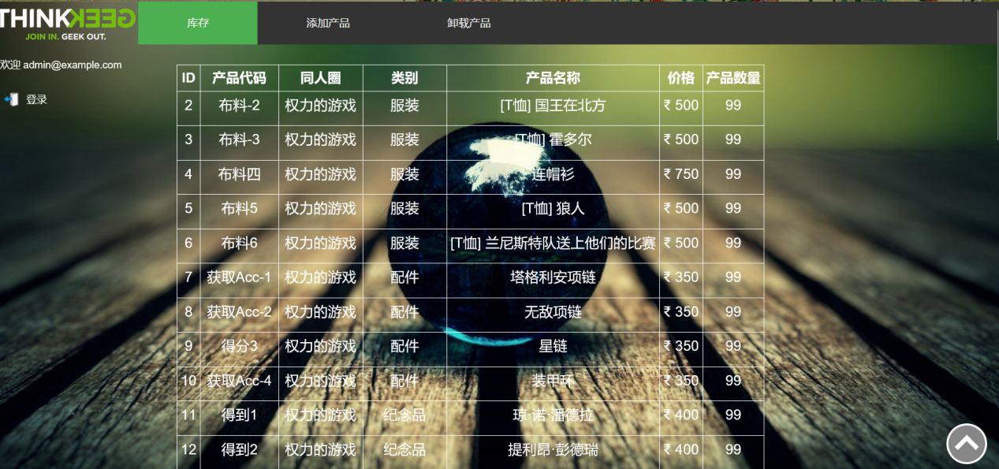 THINKGEEK
JOIN IN. GEEK OUT.
库存 添加产品 卸载产品
欢迎 admin@example.com
登录
ID 产品代码 同人圈 类别 产品名称 价格 产品数量
2 布料-2 权力的游戏 服装 [T恤] 国王在北方 ₹ 500 99
3 布料-3 权力的游戏 服装 [T恤] 霍多尔 ₹ 500 99
4 布料四 权力的游戏 服装 连帽衫 ₹ 750 99
5 布料5 权力的游戏 服装 [T恤] 狼人 ₹ 500 99
6 布料6 权力的游戏 服装 [T恤] 兰尼斯特队送上他们的比赛 ₹ 500 99
7 获取Acc-1 权力的游戏 配件 塔格利安项链 ₹ 350 99
8 获取Acc-2 权力的游戏 配件 无敌项链 ₹ 350 99
9 得分3 权力的游戏 配件 星链 ₹ 350 99
10 获取Acc-4 权力的游戏 配件 装甲环 ₹ 350 99
11 得到1 权力的游戏 纪念品 琼·诺·潘德拉 ₹ 400 99
12 得到2 权力的游戏 纪念品 提利昂·彭德瑞 ₹ 400 99